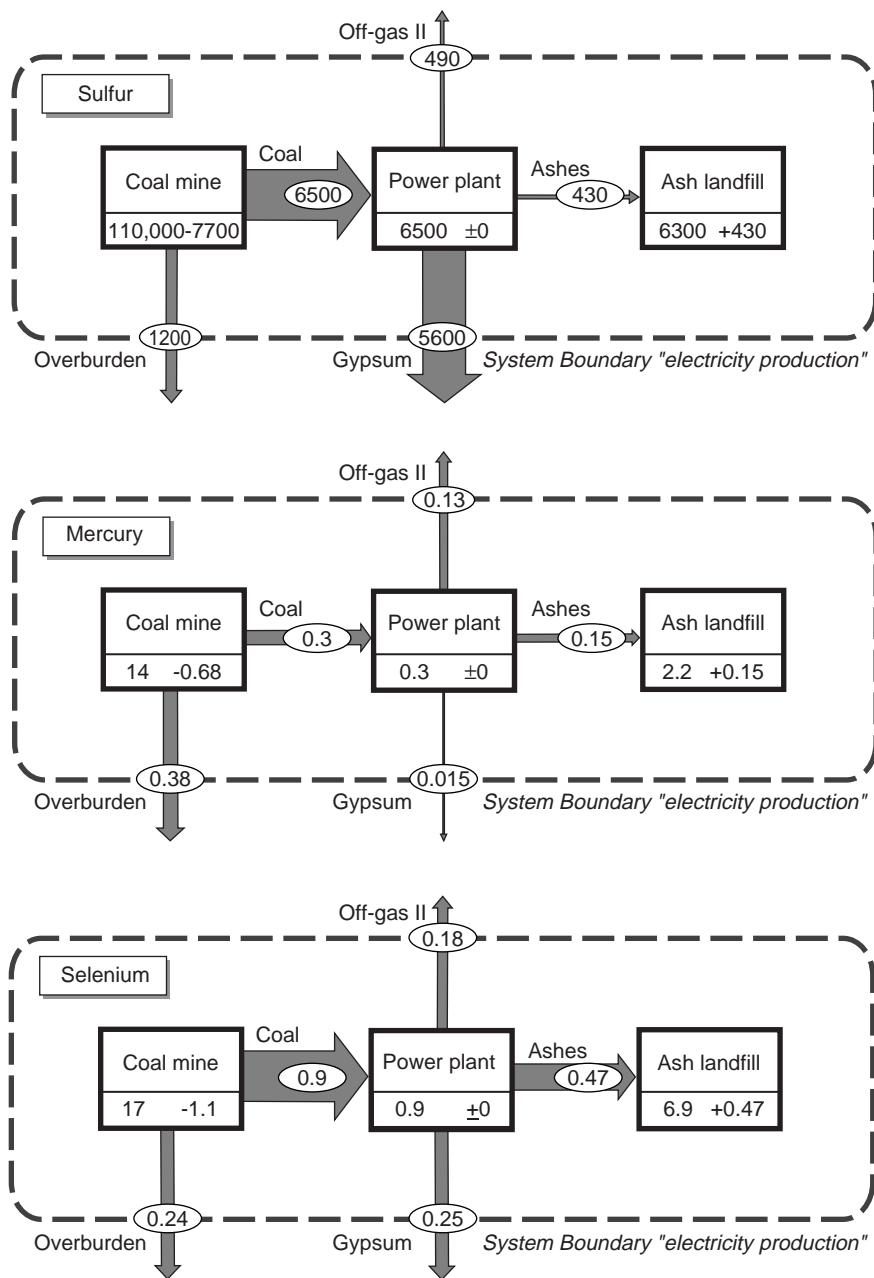 Off-gas II
490
Sulfur
Coal
Ashes
Coal mine
6500
Power plant
430
Ash landfill
110,000-7700
6500 ±0
6300 +430
1200
5600
Overburden
Gypsum
System Boundary "electricity production"
Off-gas II
0.13
Mercury
Coal
Ashes
Coal mine
0.3
Power plant
0.15
Ash landfill
14 -0.68
0.3 ±0
2.2 +0.15
0.38
0.015
Overburden
Gypsum
System Boundary "electricity production"
Off-gas II
0.18
Selenium
Coal
Ashes
Coal mine
0.9
Power plant
0.47
Ash landfill
17 -1.1
0.9 ±0
6.9 +0.47
0.24
0.25
Overburden
Gypsum
System Boundary "electricity production"